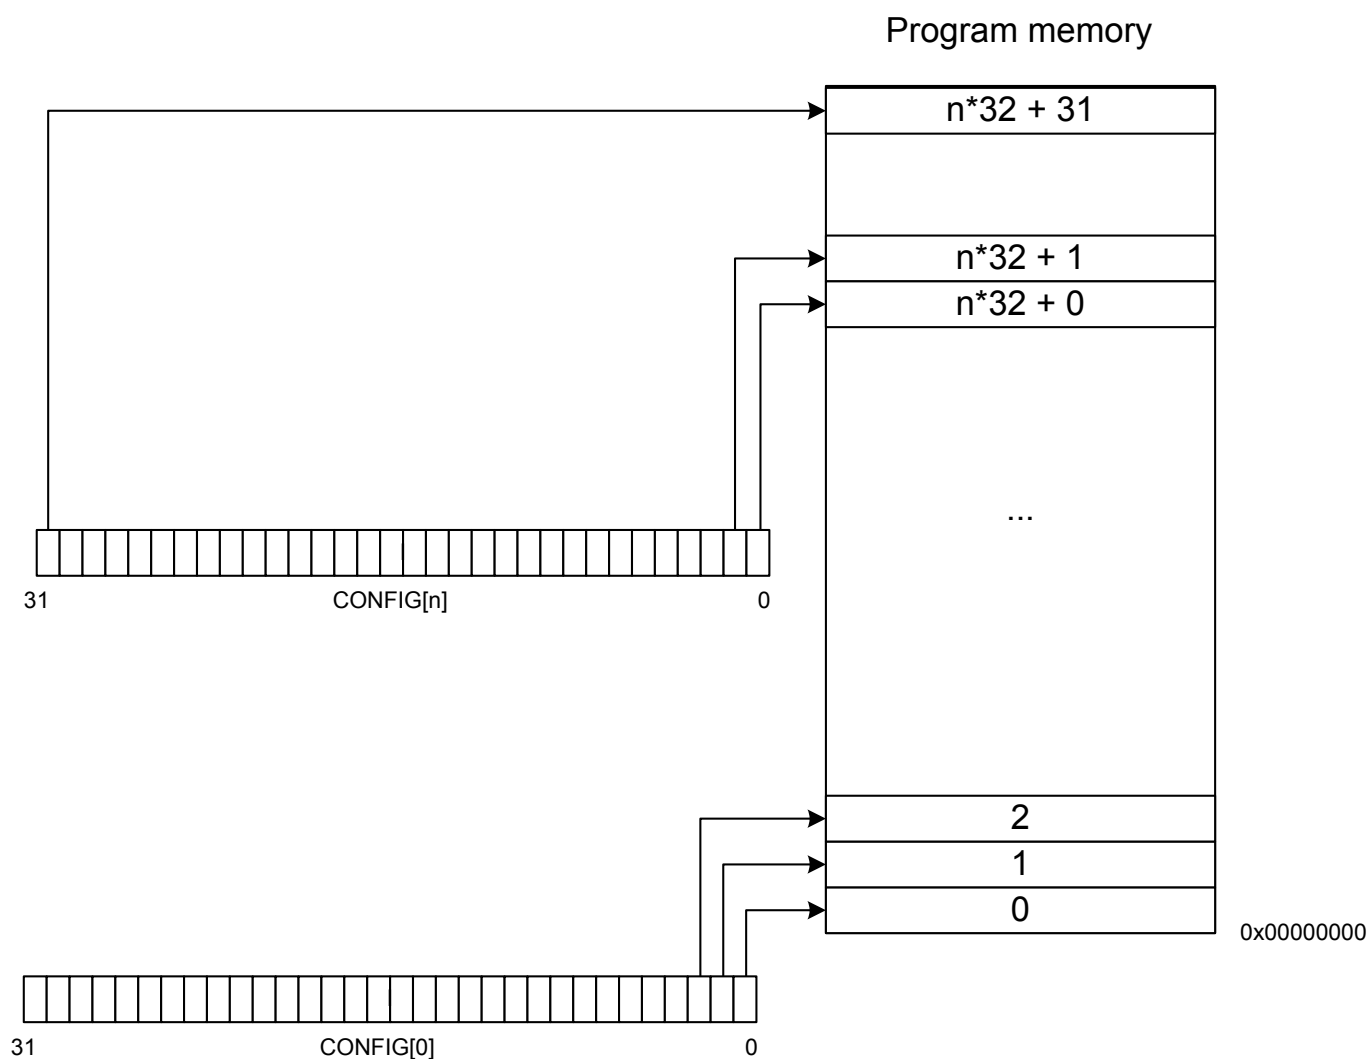 Program memory
n*32 + 31
n*32 + 1
n*32 + 0
...
31 CONFIG[n] 0
2
1
0
0x00000000
31 CONFIG[0] 0